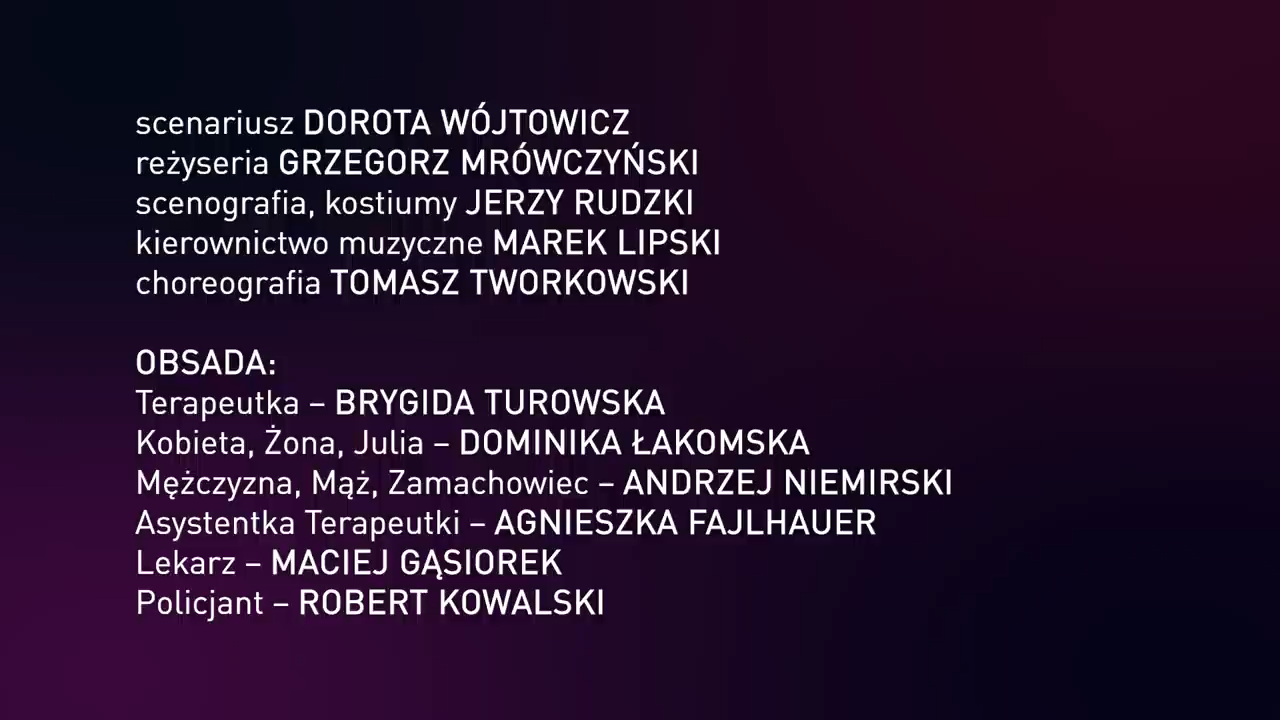 scenariusz DOROTA WÓJTOWICZ
reżyseria GRZEGORZ MRÓWCZYŃSKI
scenografia, kostiumy JERZY RUDZKI
kierownictwo muzyczne MAREK LIPSKI
choreografia TOMASZ TWORKOWSKI
OBSADA:
Terapeutka – BRYGIDA TUROWSKA
Kobieta, Żona, Julia – DOMINIKA ŁAKOMSKA
Mężczyzna, Mąż, Zamachowiec – ANDRZEJ NIEMIRSKI
Asystentka Terapeutki – AGNIESZKA FAJLHAUER
Lekarz – MACIEJ GĄSIOREK
Policjant – ROBERT KOWALSKI